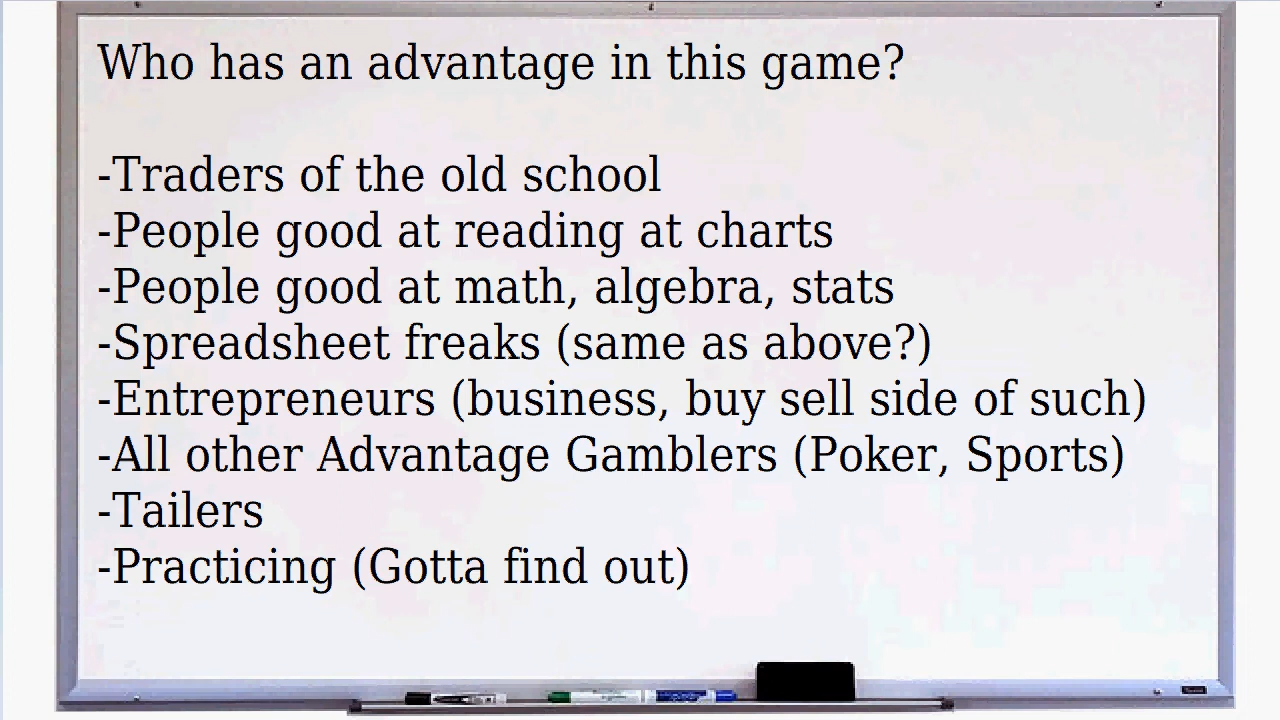 Who has an advantage in this game?
-Traders of the old school
-People good at reading at charts
-People good at math, algebra, stats
-Spreadsheet freaks (same as above?)
-Entrepreneurs (business, buy sell side of such)
-All other Advantage Gamblers (Poker, Sports)
-Tailers
-Practicing (Gotta find out)